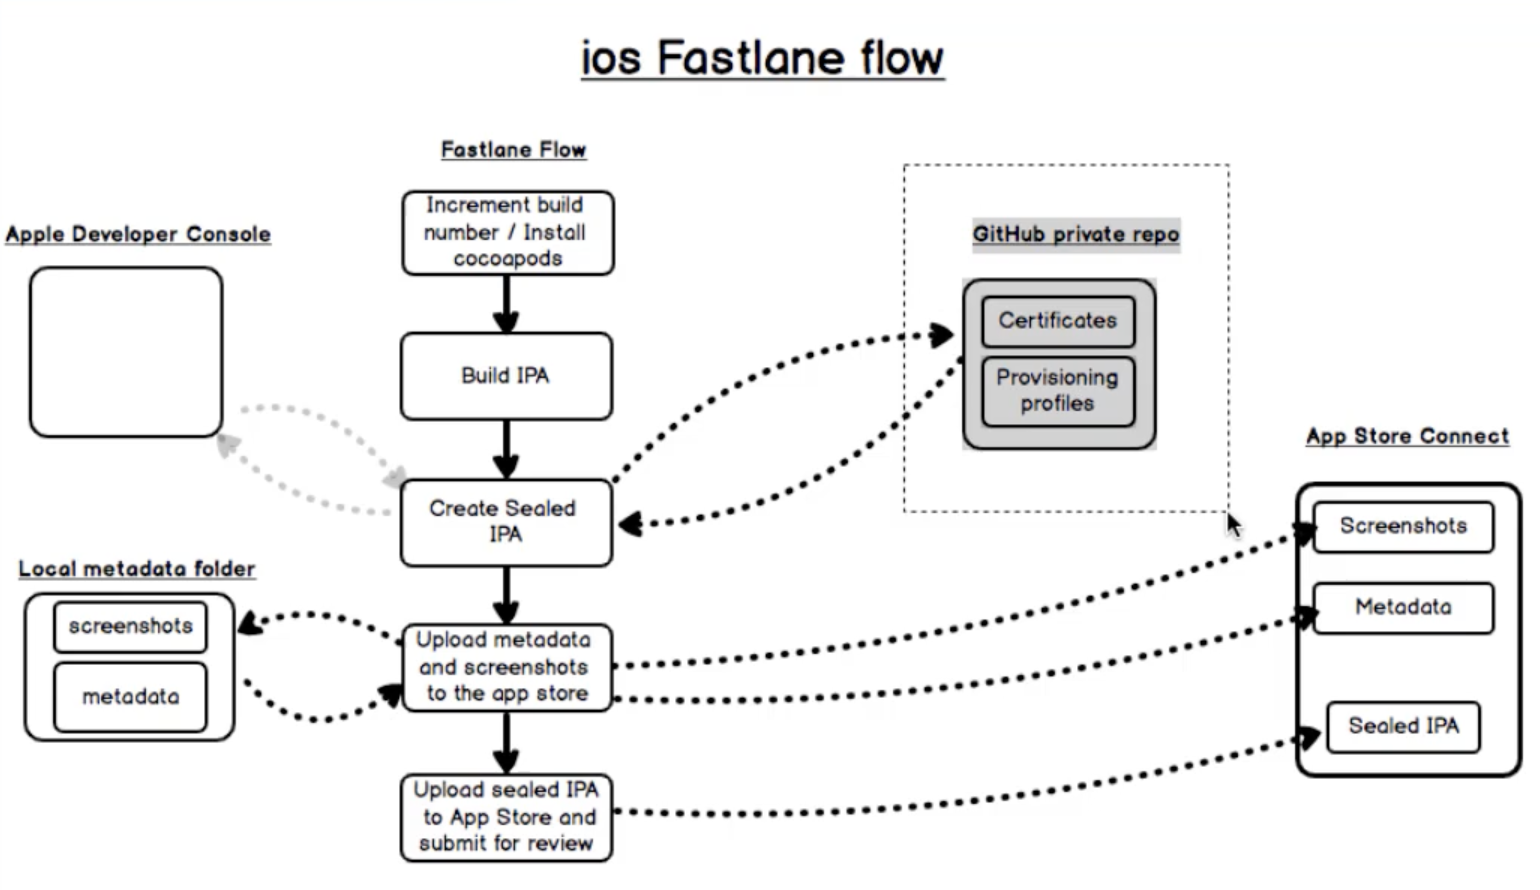 ios Fastlane flow
Fastlane Flow
Increment build
number / Install
cocoapods
Build IPA
Create Sealed
IPA
Upload metadata
and screenshots
to the app store
Upload sealed IPA
to App Store and
submit for review
Apple Developer Console
Local metadata folder
screenshots
metadata
GitHub private repo
Certificates
Provisioning
profiles
App Store Connect
Screenshots
Metadata
Sealed IPA